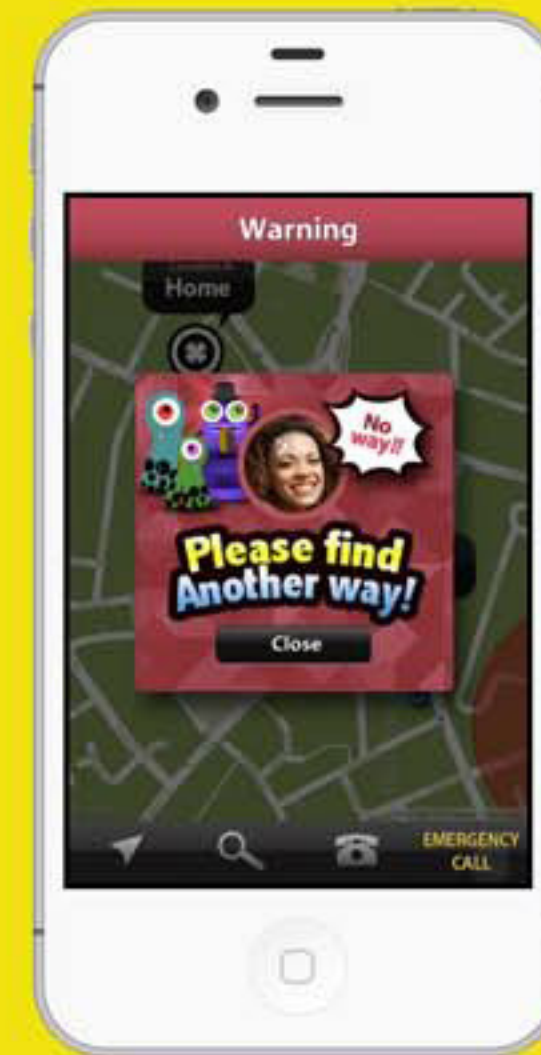 Warning
Home
No
way!!
Please find
Another way!
Close
EMERGENCY
CALL